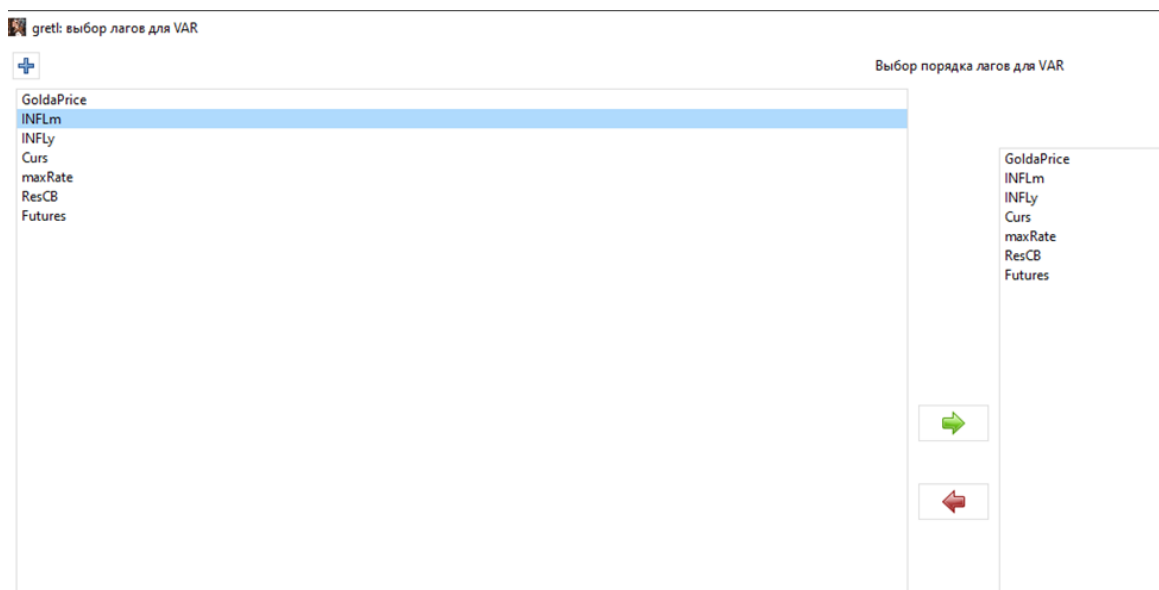 gretl: выбор лагов для VAR
Выбор порядка лагов для VAR
GoldaPrice
INFLm
INFLy
Curs
maxRate
ResCB
Futures
GoldaPrice
INFLm
INFLy
Curs
maxRate
ResCB
Futures